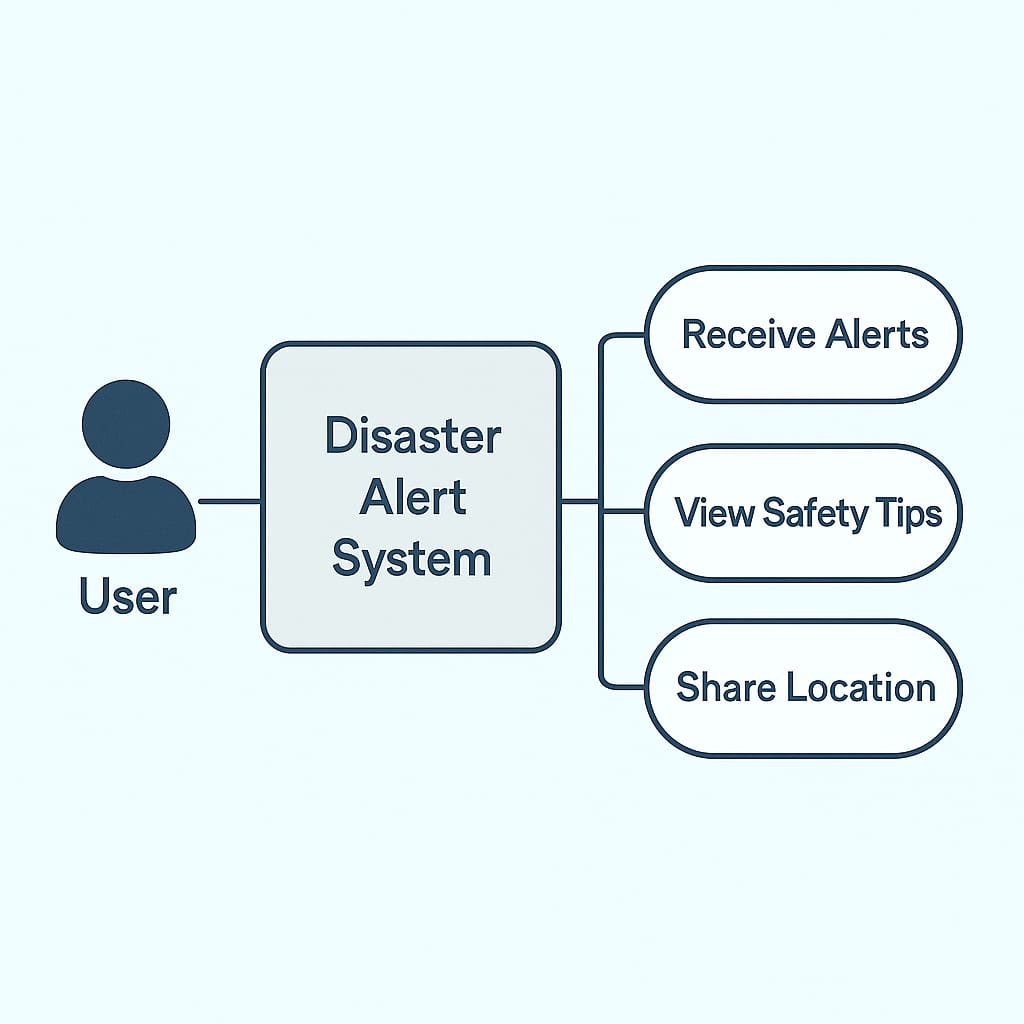 User
Disaster
Alert
System
Receive Alerts
View Safety Tips
Share Location